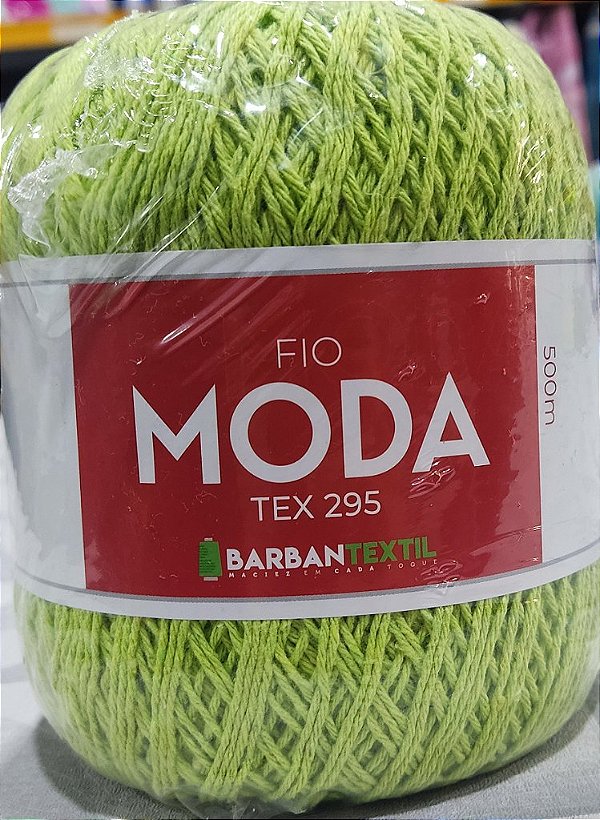 FIO
MODA
TEX 295
BARBANTEXTIL
MACIEZ EM CADA TOQUE
500m